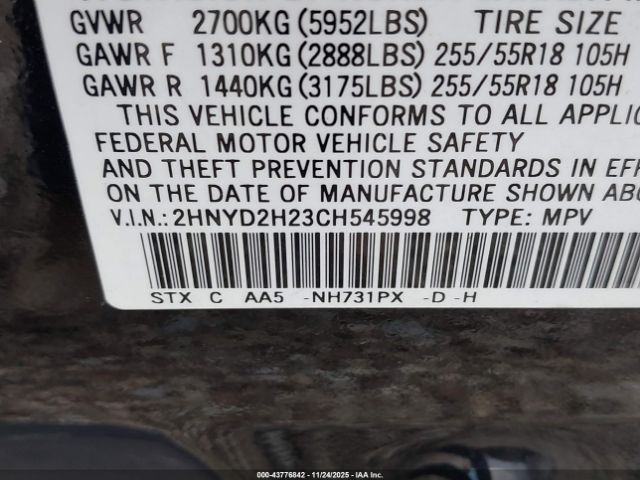 GVWR 2700KG (5952LBS) TIRE SIZE
GAWR F 1310KG (2888LBS) 255/55R18 105H
GAWR R 1440KG (3175LBS) 255/55R18 105H
THIS VEHICLE CONFORMS TO ALL APPLIC
FEDERAL MOTOR VEHICLE SAFETY
AND THEFT PREVENTION STANDARDS IN EFF
ON THE DATE OF MANUFACTURE SHOWN ABOVE
V.I.N.: 2HNYD2H23CH545998 TYPE: MPV
STX C AA5 -NH731PX -D -H
000-43776842 - 11/24/2025 - IAA Inc.